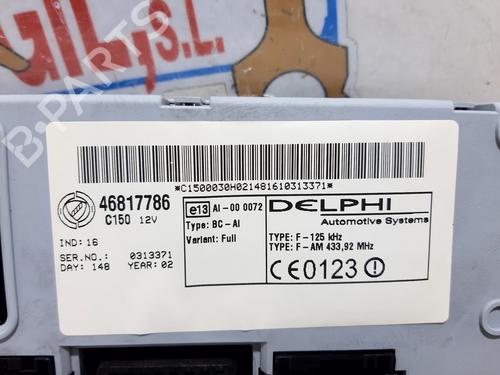 GIL, S.L.
B-PARTS
*C1500030H021481610313371*
46817786
C150 12V
IND: 16
SER.NO.: 0313371
DAY: 148 YEAR: 02
e13 AI-00 0072
Type: BC-AI
Variant: Full
DELPHI
Automotive Systems
TYPE: F - 125 kHz
TYPE: F-AM 433,92 MHz
CE0123